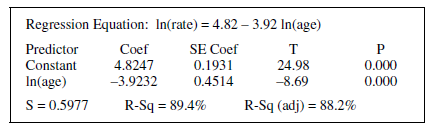 Regression Equation: ln(rate) = 4.82 – 3.92 ln(age)
Predictor Coef SE Coef T P
Constant 4.8247 0.1931 24.98 0.000
ln(age) –3.9232 0.4514 –8.69 0.000
S = 0.5977 R-Sq = 89.4% R-Sq (adj) = 88.2%